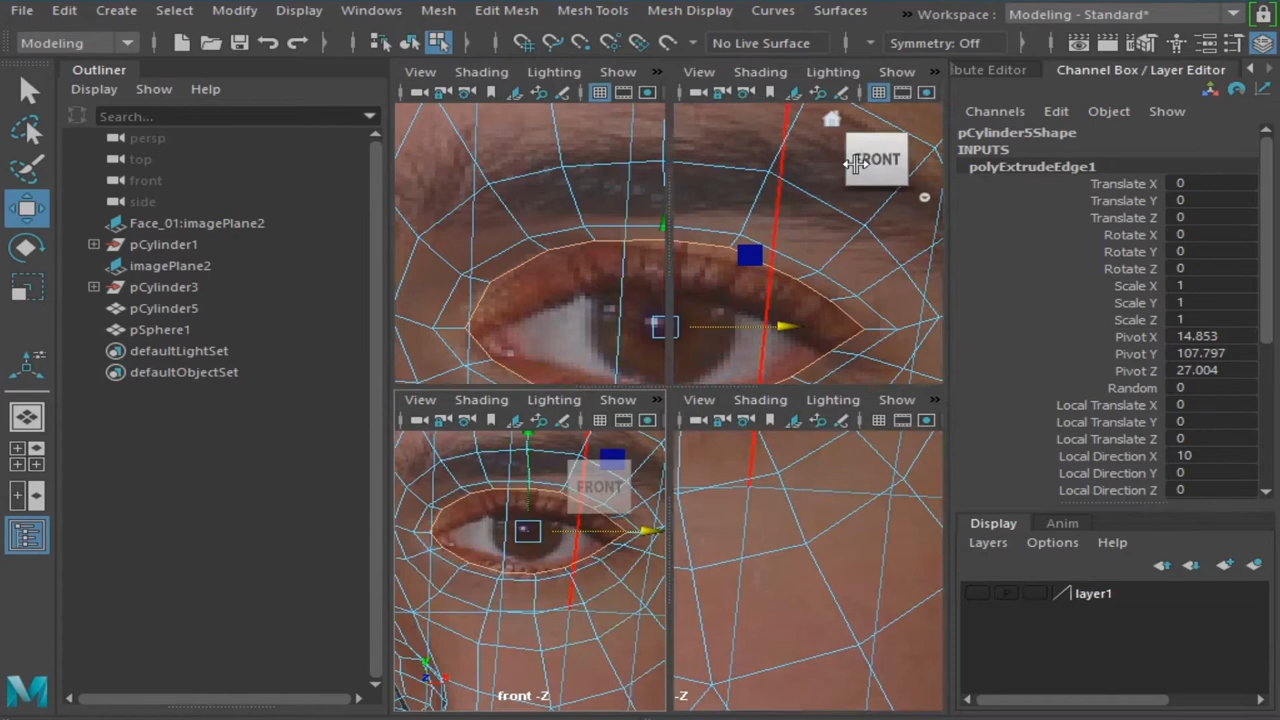 File Edit Create Select Modify Display Windows Mesh Edit Mesh Mesh Tools Mesh Display Curves Surfaces » Workspace : Modeling - Standard*
Modeling No Live Surface Symmetry: Off
Outliner
Display Show Help
Search...
persp
top
front
side
Face_01:imagePlane2
pCylinder1
imagePlane2
pCylinder3
pCylinder5
pSphere1
defaultLightSet
defaultObjectSet
View Shading Lighting Show »
View Shading Lighting Show »
FRONT
View Shading Lighting Show »
View Shading Lighting Show »
FRONT
front -Z
-Z
bute Editor Channel Box / Layer Editor
Channels Edit Object Show
pCylinder5Shape
INPUTS
polyExtrudeEdge1
Translate X 0
Translate Y 0
Translate Z 0
Rotate X 0
Rotate Y 0
Rotate Z 0
Scale X 1
Scale Y 1
Scale Z 1
Pivot X 14.853
Pivot Y 107.797
Pivot Z 27.004
Random 0
Local Translate X 0
Local Translate Y 0
Local Translate Z 0
Local Direction X 10
Local Direction Y 0
Local Direction Z 0
Display Anim
Layers Options Help
P layer1
M